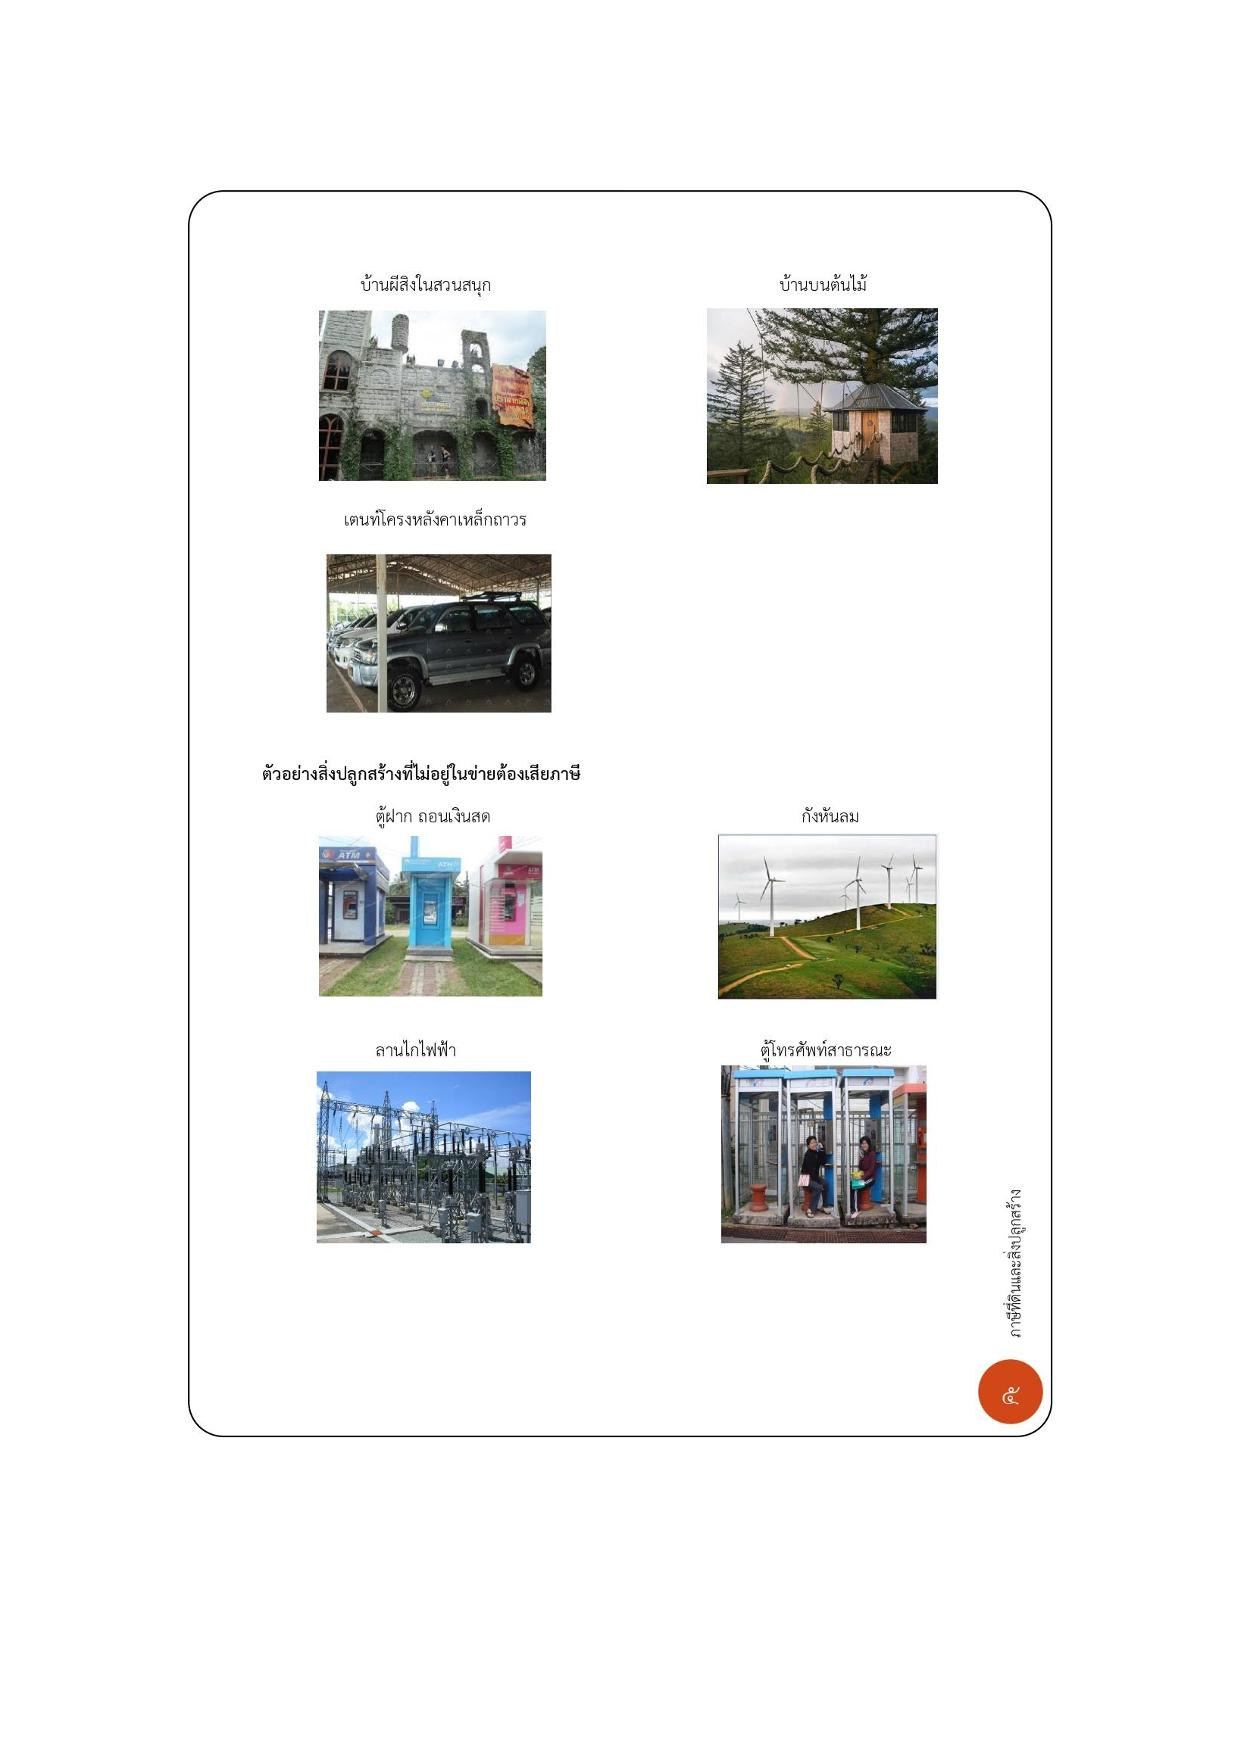 บ้านผีสิงในสวนสนุก
บ้านบนต้นไม้
เตนท์โครงหลังคาเหล็กถาวร
ตัวอย่างสิ่งปลูกสร้างที่ไม่อยู่ในข่ายต้องเสียภาษี
ตู้ฝาก ถอนเงินสด
กังหันลม
ATM
ATM
ATM
ลานไกไฟฟ้า
ตู้โทรศัพท์สาธารณะ
ภาษีที่ดินและสิ่งปลูกสร้าง
๕